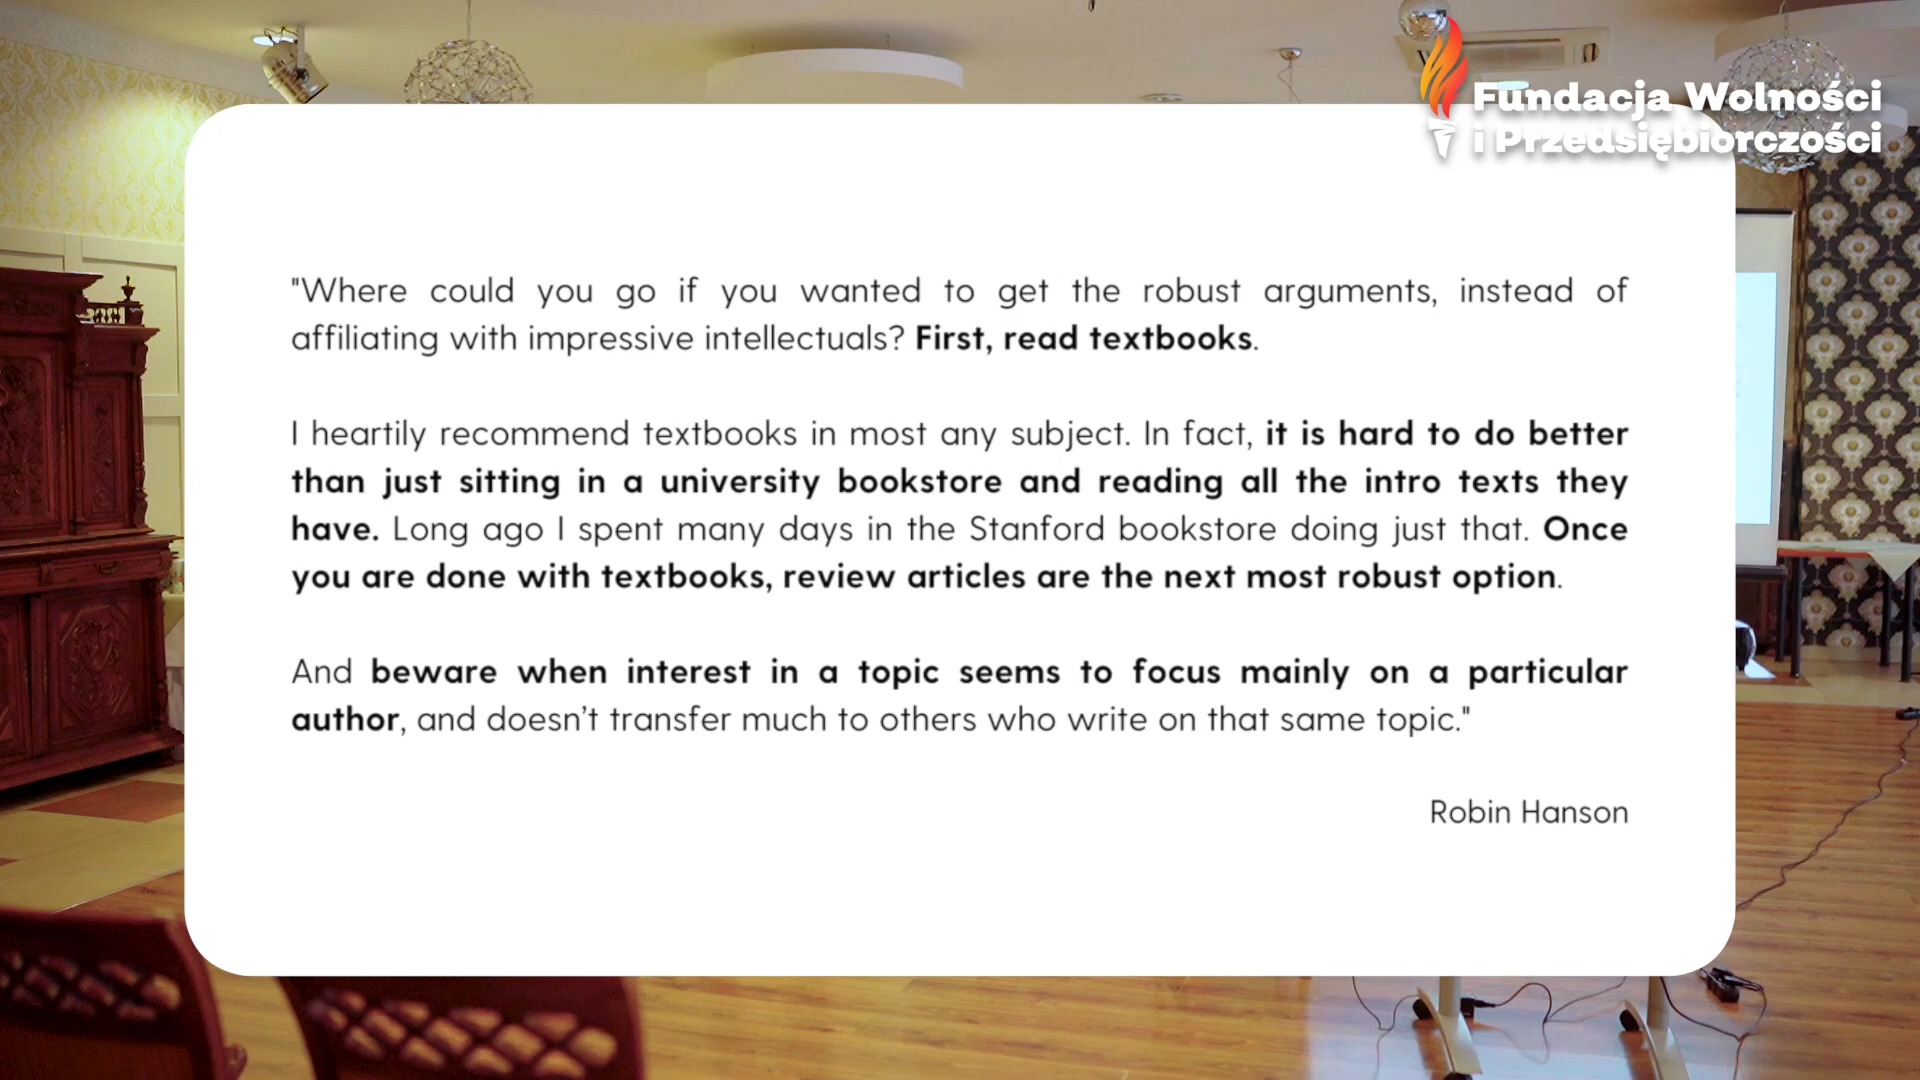 Fundacja Wolności
i Przedsiębiorczości
"Where could you go if you wanted to get the robust arguments, instead of
affiliating with impressive intellectuals? First, read textbooks.
I heartily recommend textbooks in most any subject. In fact, it is hard to do better
than just sitting in a university bookstore and reading all the intro texts they
have. Long ago I spent many days in the Stanford bookstore doing just that. Once
you are done with textbooks, review articles are the next most robust option.
And beware when interest in a topic seems to focus mainly on a particular
author, and doesn’t transfer much to others who write on that same topic."
Robin Hanson